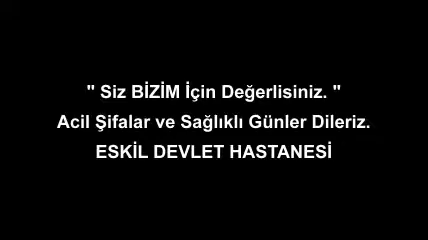 " Siz BİZİM İçin Değerlisiniz. "
Acil Şifalar ve Sağlıklı Günler Dileriz.
ESKİL DEVLET HASTANESİ